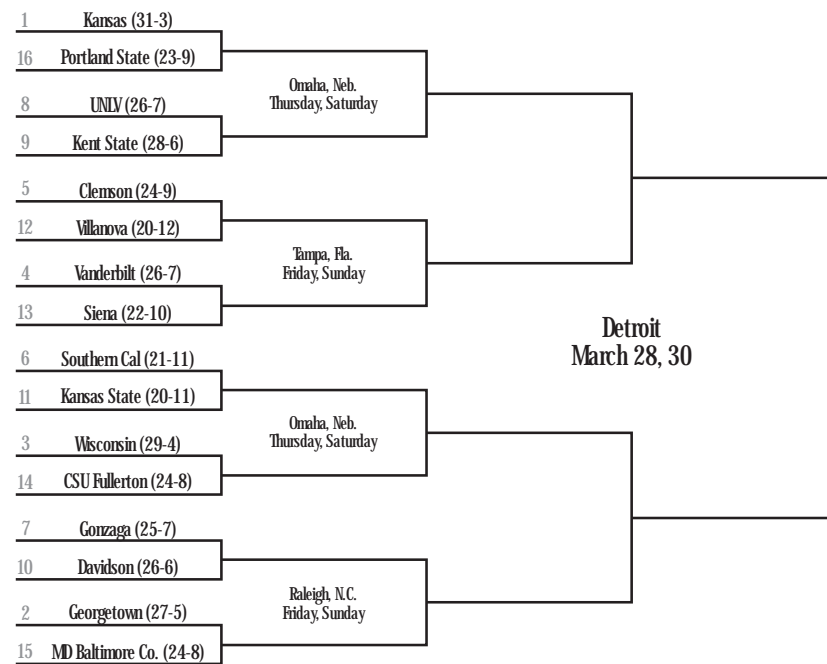 1 Kansas (31-3)
16 Portland State (23-9)
Omaha, Neb.
Thursday, Saturday
8 UNLV (26-7)
9 Kent State (28-6)
5 Clemson (24-9)
12 Villanova (20-12)
Tampa, Fla.
Friday, Sunday
4 Vanderbilt (26-7)
13 Siena (22-10)
Detroit
March 28, 30
6 Southern Cal (21-11)
11 Kansas State (20-11)
Omaha, Neb.
Thursday, Saturday
3 Wisconsin (29-4)
14 CSU Fullerton (24-8)
7 Gonzaga (25-7)
10 Davidson (26-6)
Raleigh, N.C.
Friday, Sunday
2 Georgetown (27-5)
15 MD Baltimore Co. (24-8)